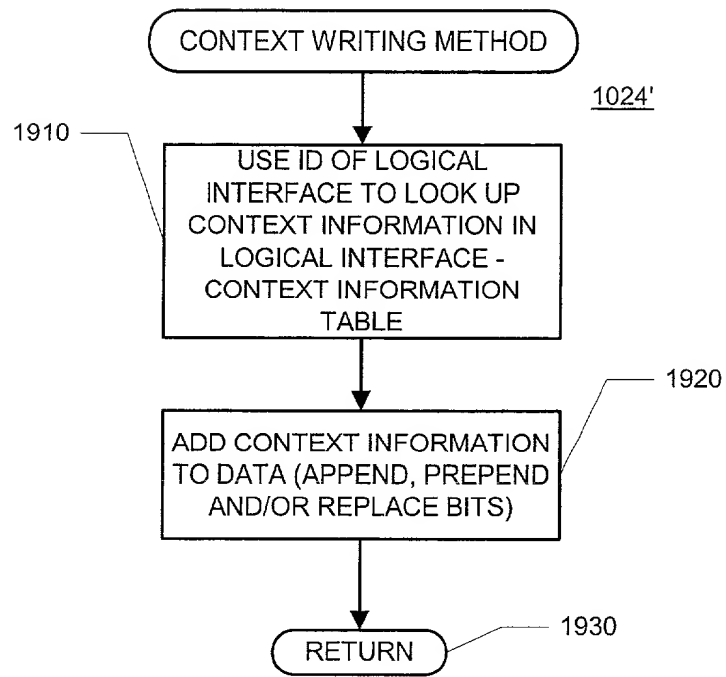 CONTEXT WRITING METHOD
1024'
1910
USE ID OF LOGICAL
INTERFACE TO LOOK UP
CONTEXT INFORMATION IN
LOGICAL INTERFACE -
CONTEXT INFORMATION
TABLE
1920
ADD CONTEXT INFORMATION
TO DATA (APPEND, PREPEND
AND/OR REPLACE BITS)
1930
RETURN